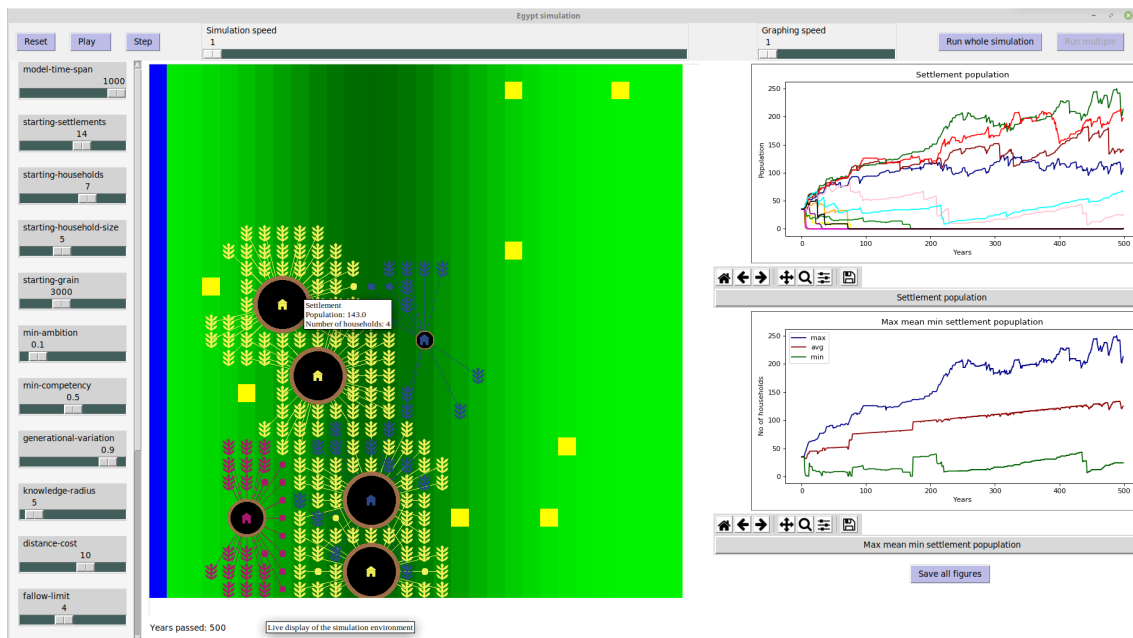 Egypt simulation
Reset
Play
Step
Simulation speed
1
Graphing speed
1
Run whole simulation
Run multiple
model-time-span
1000
starting-settlements
14
starting-households
7
starting-household-size
5
starting-grain
3000
min-ambition
0.1
min-competency
0.5
generational-variation
0.9
knowledge-radius
5
distance-cost
10
fallow-limit
4
Settlement
Population: 143.0
Number of households: 4
Years passed: 500
Live display of the simulation environment
Settlement population
250
200
150
100
50
0
Population
0 100 200 300 400 500
Years
Settlement population
Max mean min settlement popuplation
max
avg
min
250
200
150
100
50
0
No of households
0 100 200 300 400 500
Years
Max mean min settlement popuplation
Save all figures